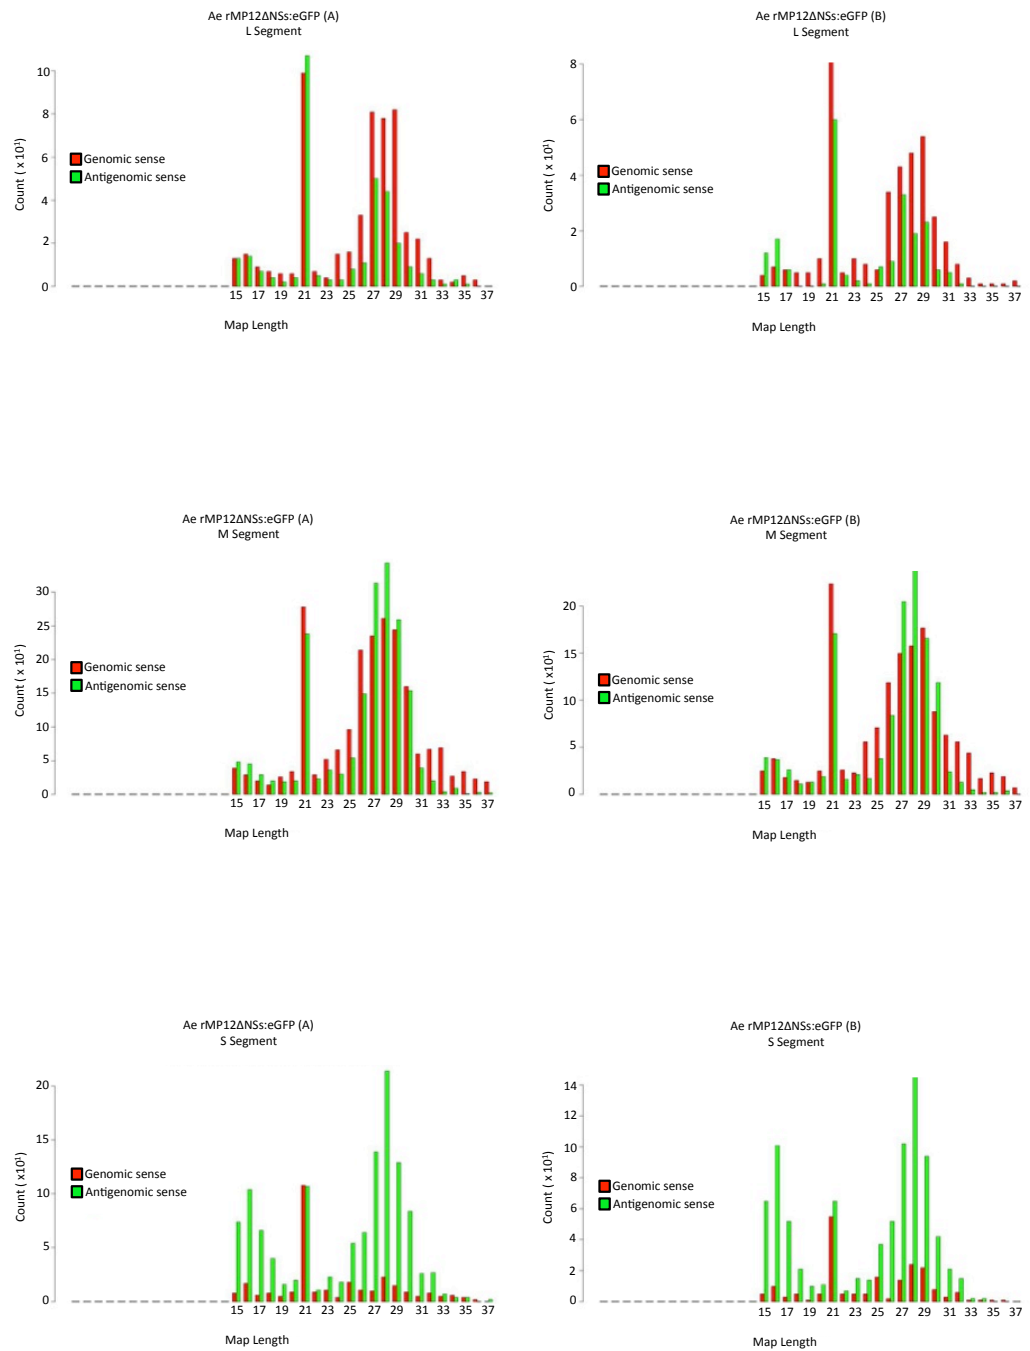 Ae rMP12ΔNSs:eGFP (A)
L Segment
10
8
6
4
2
0
Count ( x 10¹)
Genomic sense
Antigenomic sense
15 17 19 21 23 25 27 29 31 33 35 37
Map Length
Ae rMP12ΔNSs:eGFP (B)
L Segment
8
6
4
2
0
Count ( x 10¹)
Genomic sense
Antigenomic sense
15 17 19 21 23 25 27 29 31 33 35 37
Map Length
Ae rMP12ΔNSs:eGFP (A)
M Segment
30
25
20
15
10
5
0
Count ( x 10¹)
Genomic sense
Antigenomic sense
15 17 19 21 23 25 27 29 31 33 35 37
Map Length
Ae rMP12ΔNSs:eGFP (B)
M Segment
20
15
10
5
0
Count ( x10¹)
Genomic sense
Antigenomic sense
15 17 19 21 23 25 27 29 31 33 35 37
Map Length
Ae rMP12ΔNSs:eGFP (A)
S Segment
20
15
10
5
0
Count ( x10¹)
Genomic sense
Antigenomic sense
15 17 19 21 23 25 27 29 31 33 35 37
Map Length
Ae rMP12ΔNSs:eGFP (B)
S Segment
14
12
10
8
6
4
2
0
Count ( x10¹)
Genomic sense
Antigenomic sense
15 17 19 21 23 25 27 29 31 33 35 37
Map Length